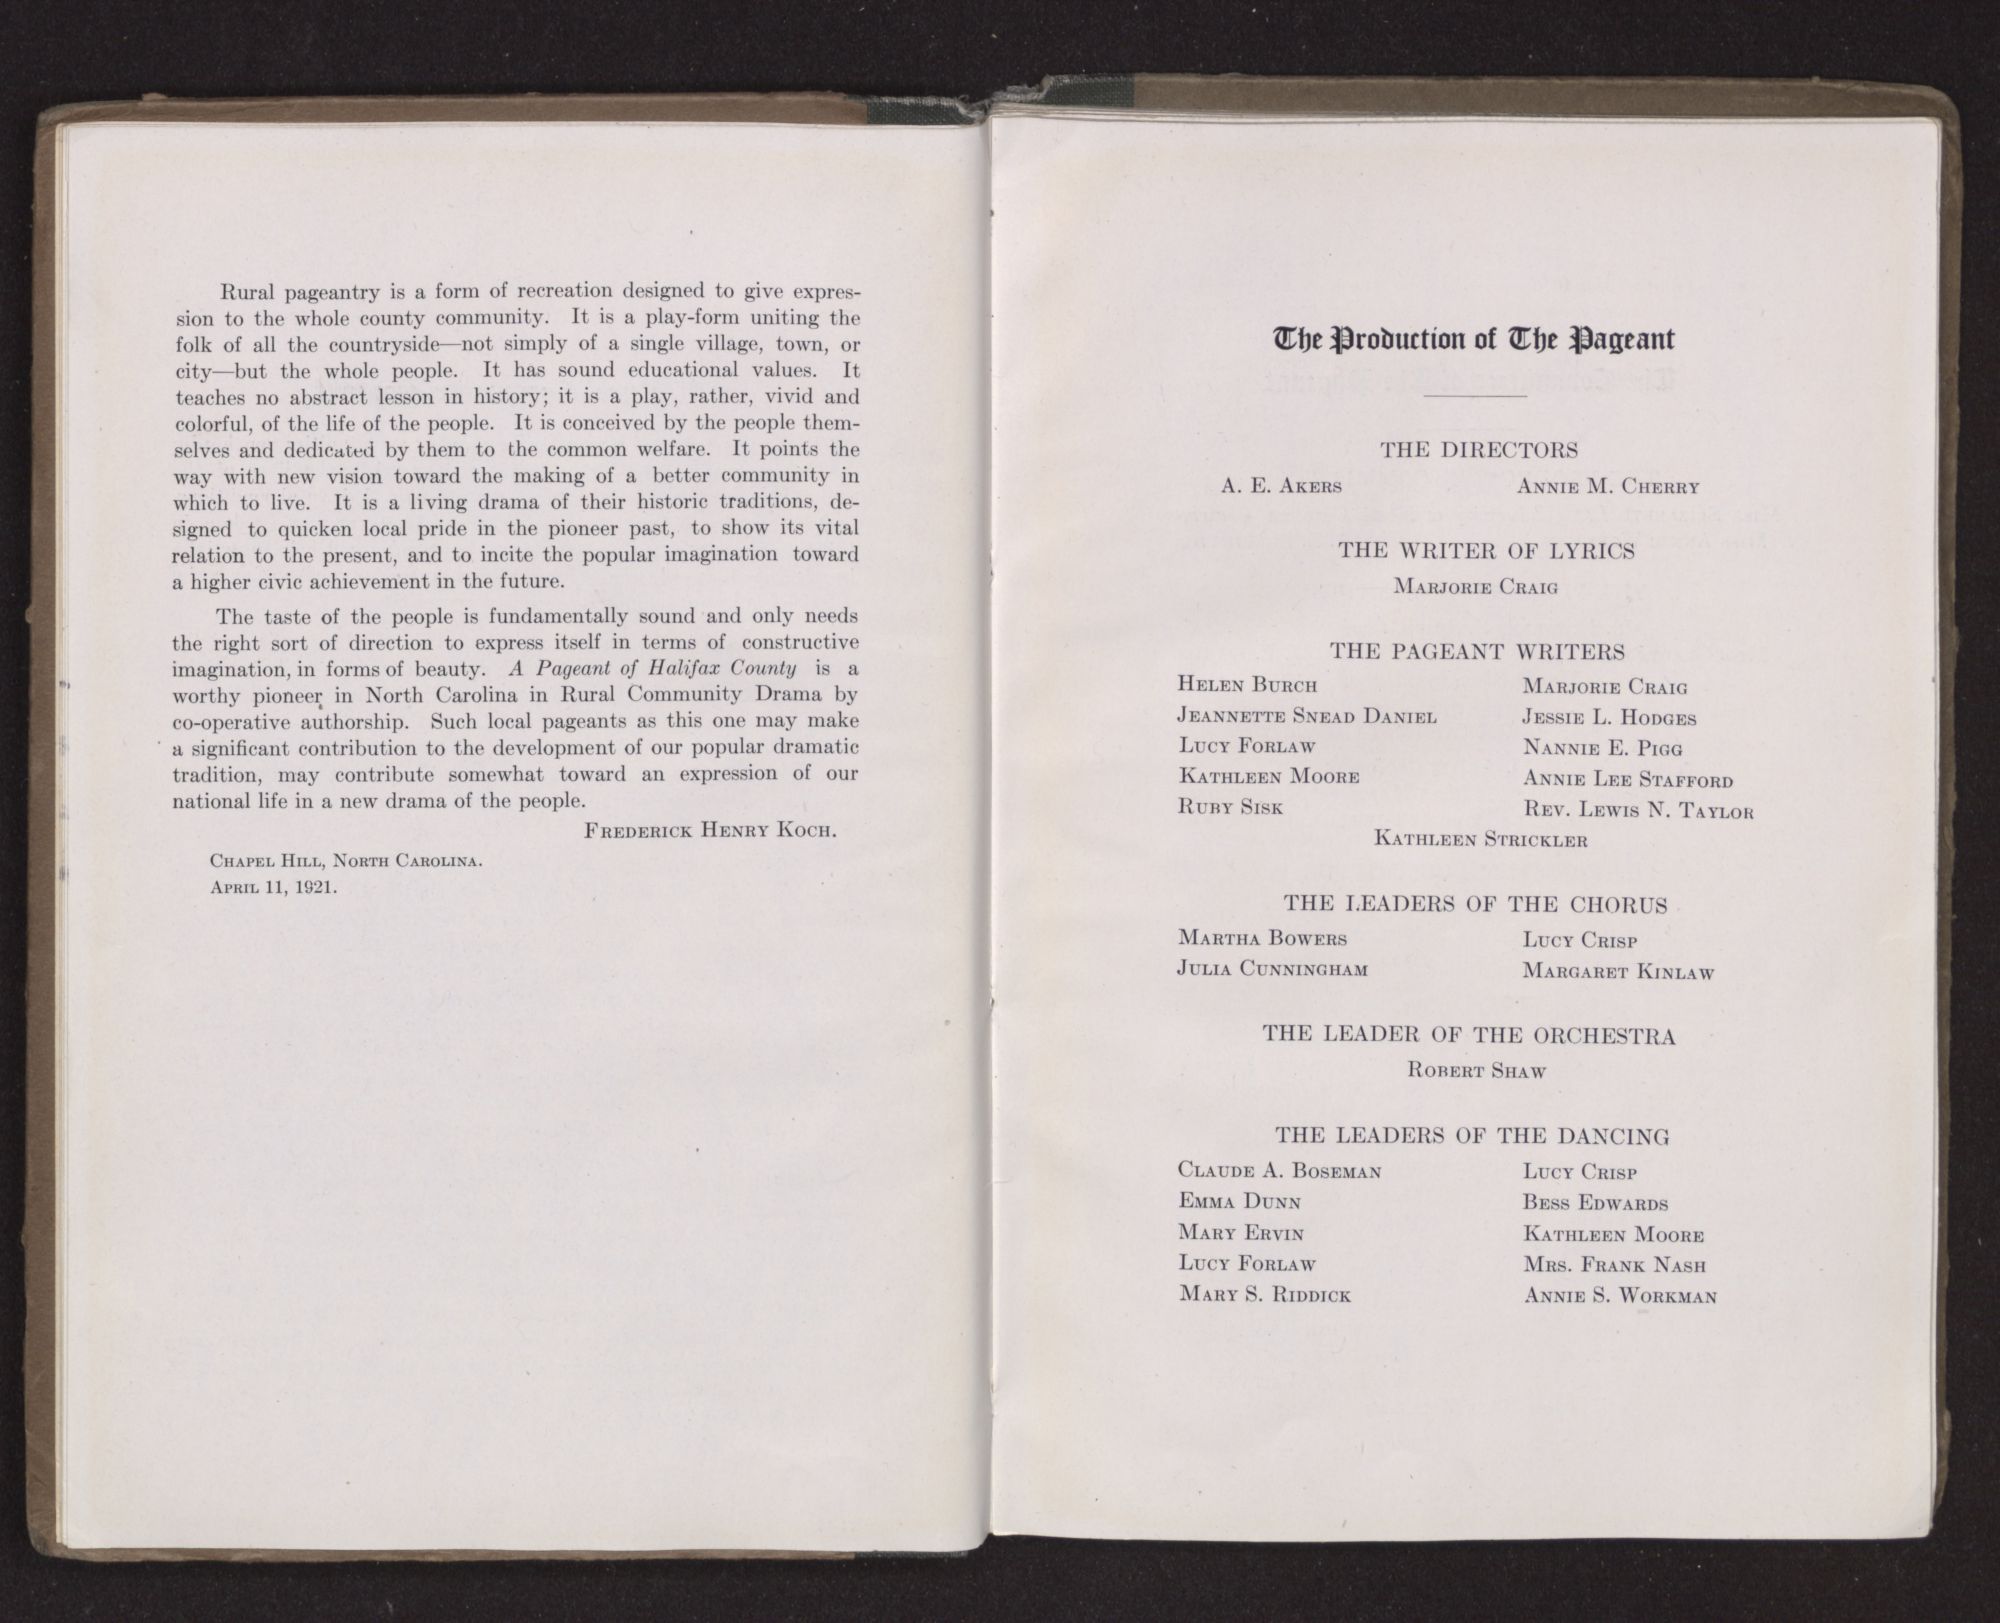 Rural pageantry is a form of recreation designed to give expres-
sion to the whole county community. It is a play-form uniting the
folk of all the countryside—not simply of a single village, town, or
city—but the whole people. It has sound educational values. It
teaches no abstract lesson in history; it is a play, rather, vivid and
colorful, of the life of the people. It is conceived by the people them-
selves and dedicated by them to the common welfare. It points the
way with new vision toward the making of a better community in
which to live. It is a living drama of their historic traditions, de-
signed to quicken local pride in the pioneer past, to show its vital
relation to the present, and to incite the popular imagination toward
a higher civic achievement in the future.
The taste of the people is fundamentally sound and only needs
the right sort of direction to express itself in terms of constructive
imagination, in forms of beauty. A Pageant of Halifax County is a
worthy pioneer in North Carolina in Rural Community Drama by
co-operative authorship. Such local pageants as this one may make
a significant contribution to the development of our popular dramatic
tradition, may contribute somewhat toward an expression of our
national life in a new drama of the people.
FREDERICK HENRY KOCH.
CHAPEL HILL, NORTH CAROLINA.
APRIL 11, 1921.
The Production of The Pageant
THE DIRECTORS
A. E. AKERS ANNIE M. CHERRY
THE WRITER OF LYRICS
MARJORIE CRAIG
THE PAGEANT WRITERS
HELEN BURCH MARJORIE CRAIG
JEANNETTE SNEAD DANIEL JESSIE L. HODGES
LUCY FORLAW NANNIE E. PIGG
KATHLEEN MOORE ANNIE LEE STAFFORD
RUBY SISK REV. LEWIS N. TAYLOR
KATHLEEN STRICKLER
THE LEADERS OF THE CHORUS
MARTHA BOWERS LUCY CRISP
JULIA CUNNINGHAM MARGARET KINLAW
THE LEADER OF THE ORCHESTRA
ROBERT SHAW
THE LEADERS OF THE DANCING
CLAUDE A. BOSEMAN LUCY CRISP
EMMA DUNN BESS EDWARDS
MARY ERVIN KATHLEEN MOORE
LUCY FORLAW MRS. FRANK NASH
MARY S. RIDDICK ANNIE S. WORKMAN